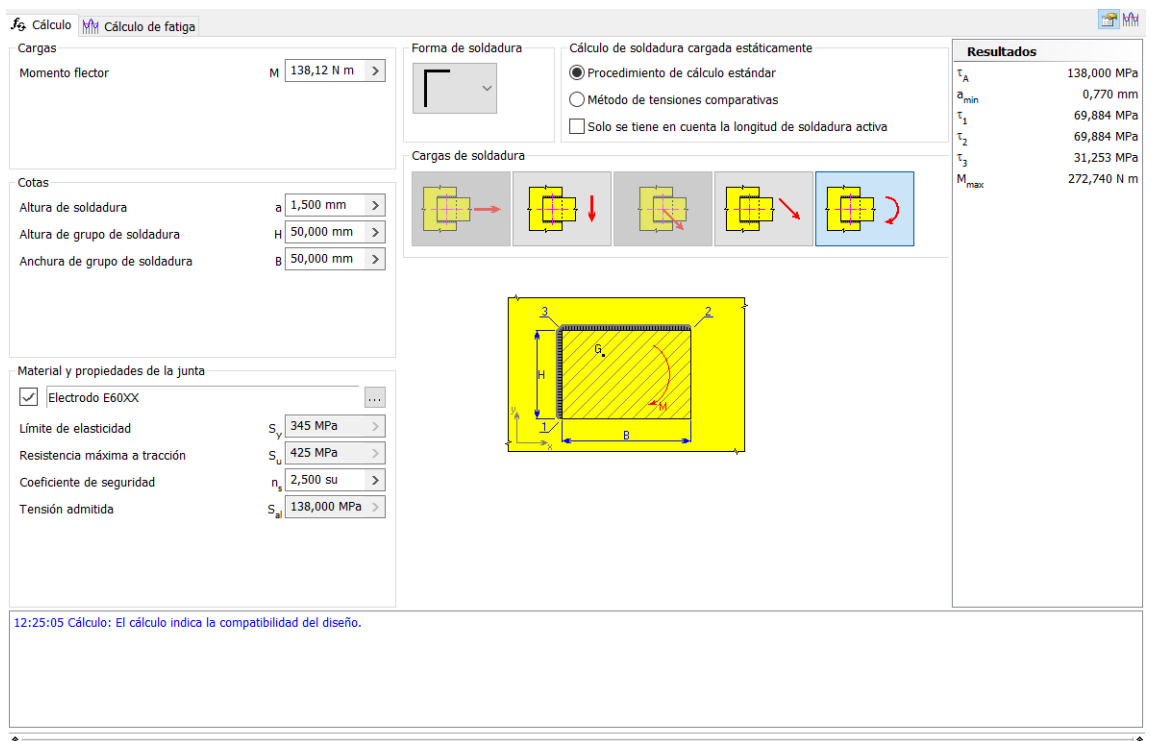 Cálculo Cálculo de fatiga
Cargas
Momento flector M 138,12 N m >
Cotas
Altura de soldadura a 1,500 mm >
Altura de grupo de soldadura H 50,000 mm >
Anchura de grupo de soldadura B 50,000 mm >
Material y propiedades de la junta
Electrodo E60XX ...
Límite de elasticidad Sy 345 MPa >
Resistencia máxima a tracción Su 425 MPa >
Coeficiente de seguridad ns 2,500 su >
Tensión admitida Sal 138,000 MPa >
Forma de soldadura
Cálculo de soldadura cargada estáticamente
Procedimiento de cálculo estándar
Método de tensiones comparativas
Solo se tiene en cuenta la longitud de soldadura activa
Cargas de soldadura
3 2
G
H
M
y
1 B
x
Resultados
τA 138,000 MPa
amin 0,770 mm
τ1 69,884 MPa
τ2 69,884 MPa
τ3 31,253 MPa
Mmax 272,740 N m
12:25:05 Cálculo: El cálculo indica la compatibilidad del diseño.